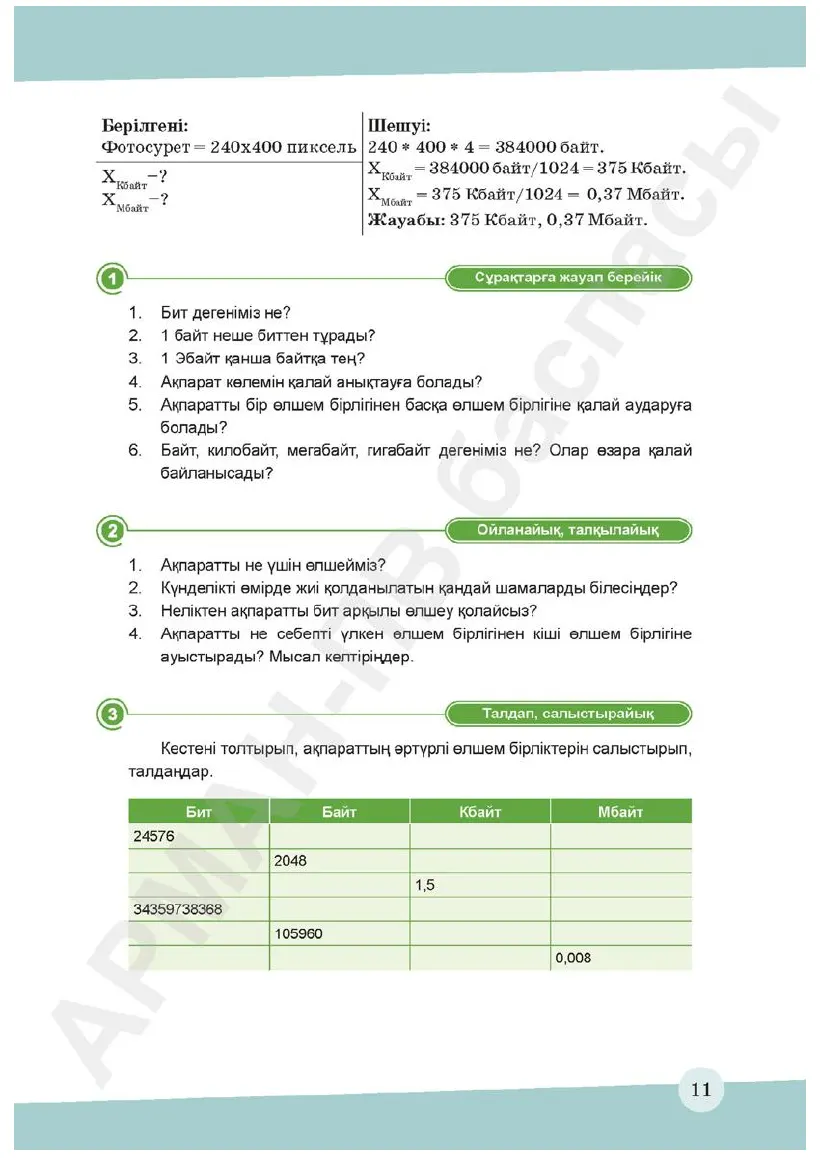 Берілгені:
Фотосурет = 240х400 пиксель
X Кбайт –?
X Мбайт –?
Шешуі:
240 * 400 * 4 = 384000 байт.
X Кбайт = 384000 байт/1024 = 375 Кбайт.
X Мбайт = 375 Кбайт/1024 = 0,37 Мбайт.
Жауабы: 375 Кбайт, 0,37 Мбайт.
1 Сұрақтарға жауап берейік
1. Бит дегеніміз не?
2. 1 байт неше биттен тұрады?
3. 1 Эбайт қанша байтқа тең?
4. Ақпарат көлемін қалай анықтауға болады?
5. Ақпаратты бір өлшем бірлігінен басқа өлшем бірлігіне қалай аударуға
болады?
6. Байт, килобайт, мегабайт, гигабайт дегеніміз не? Олар өзара қалай
байланысады?
2 Ойланайық, талқылайық
1. Ақпаратты не үшін өлшейміз?
2. Күнделікті өмірде жиі қолданылатын қандай шамаларды білесіңдер?
3. Неліктен ақпаратты бит арқылы өлшеу қолайсыз?
4. Ақпаратты не себепті үлкен өлшем бірлігінен кіші өлшем бірлігіне
ауыстырады? Мысал келтіріңдер.
3 Талдап, салыстырайық
Кестені толтырып, ақпараттың әртүрлі өлшем бірліктерін салыстырып,
талдаңдар.
Бит Байт Кбайт Мбайт
24576
2048
1,5
34359738368
105960
0,008
11
АРМАН-ПВ баспасы